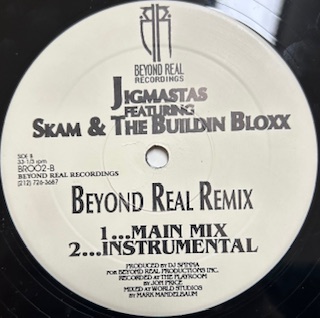 BR
BEYOND REAL
RECORDINGS
JIGMASTAS
FEATURING
SKAM & THE BUILDIN BLOXX
SIDE B
33-1/3 rpm
BR002-B
BEYOND REAL RECORDINGS
(212) 726-3687
BEYOND REAL REMIX
1...MAIN MIX
2...INSTRUMENTAL
PRODUCED BY DJ SPINNA
FOR BEYOND REAL PRODUCTIONS INC.
RECORDED AT THE PLAYROOM
BY JON PRICE
MIXED AT WORLD STUDIOS
BY MARK MANDELBAUM